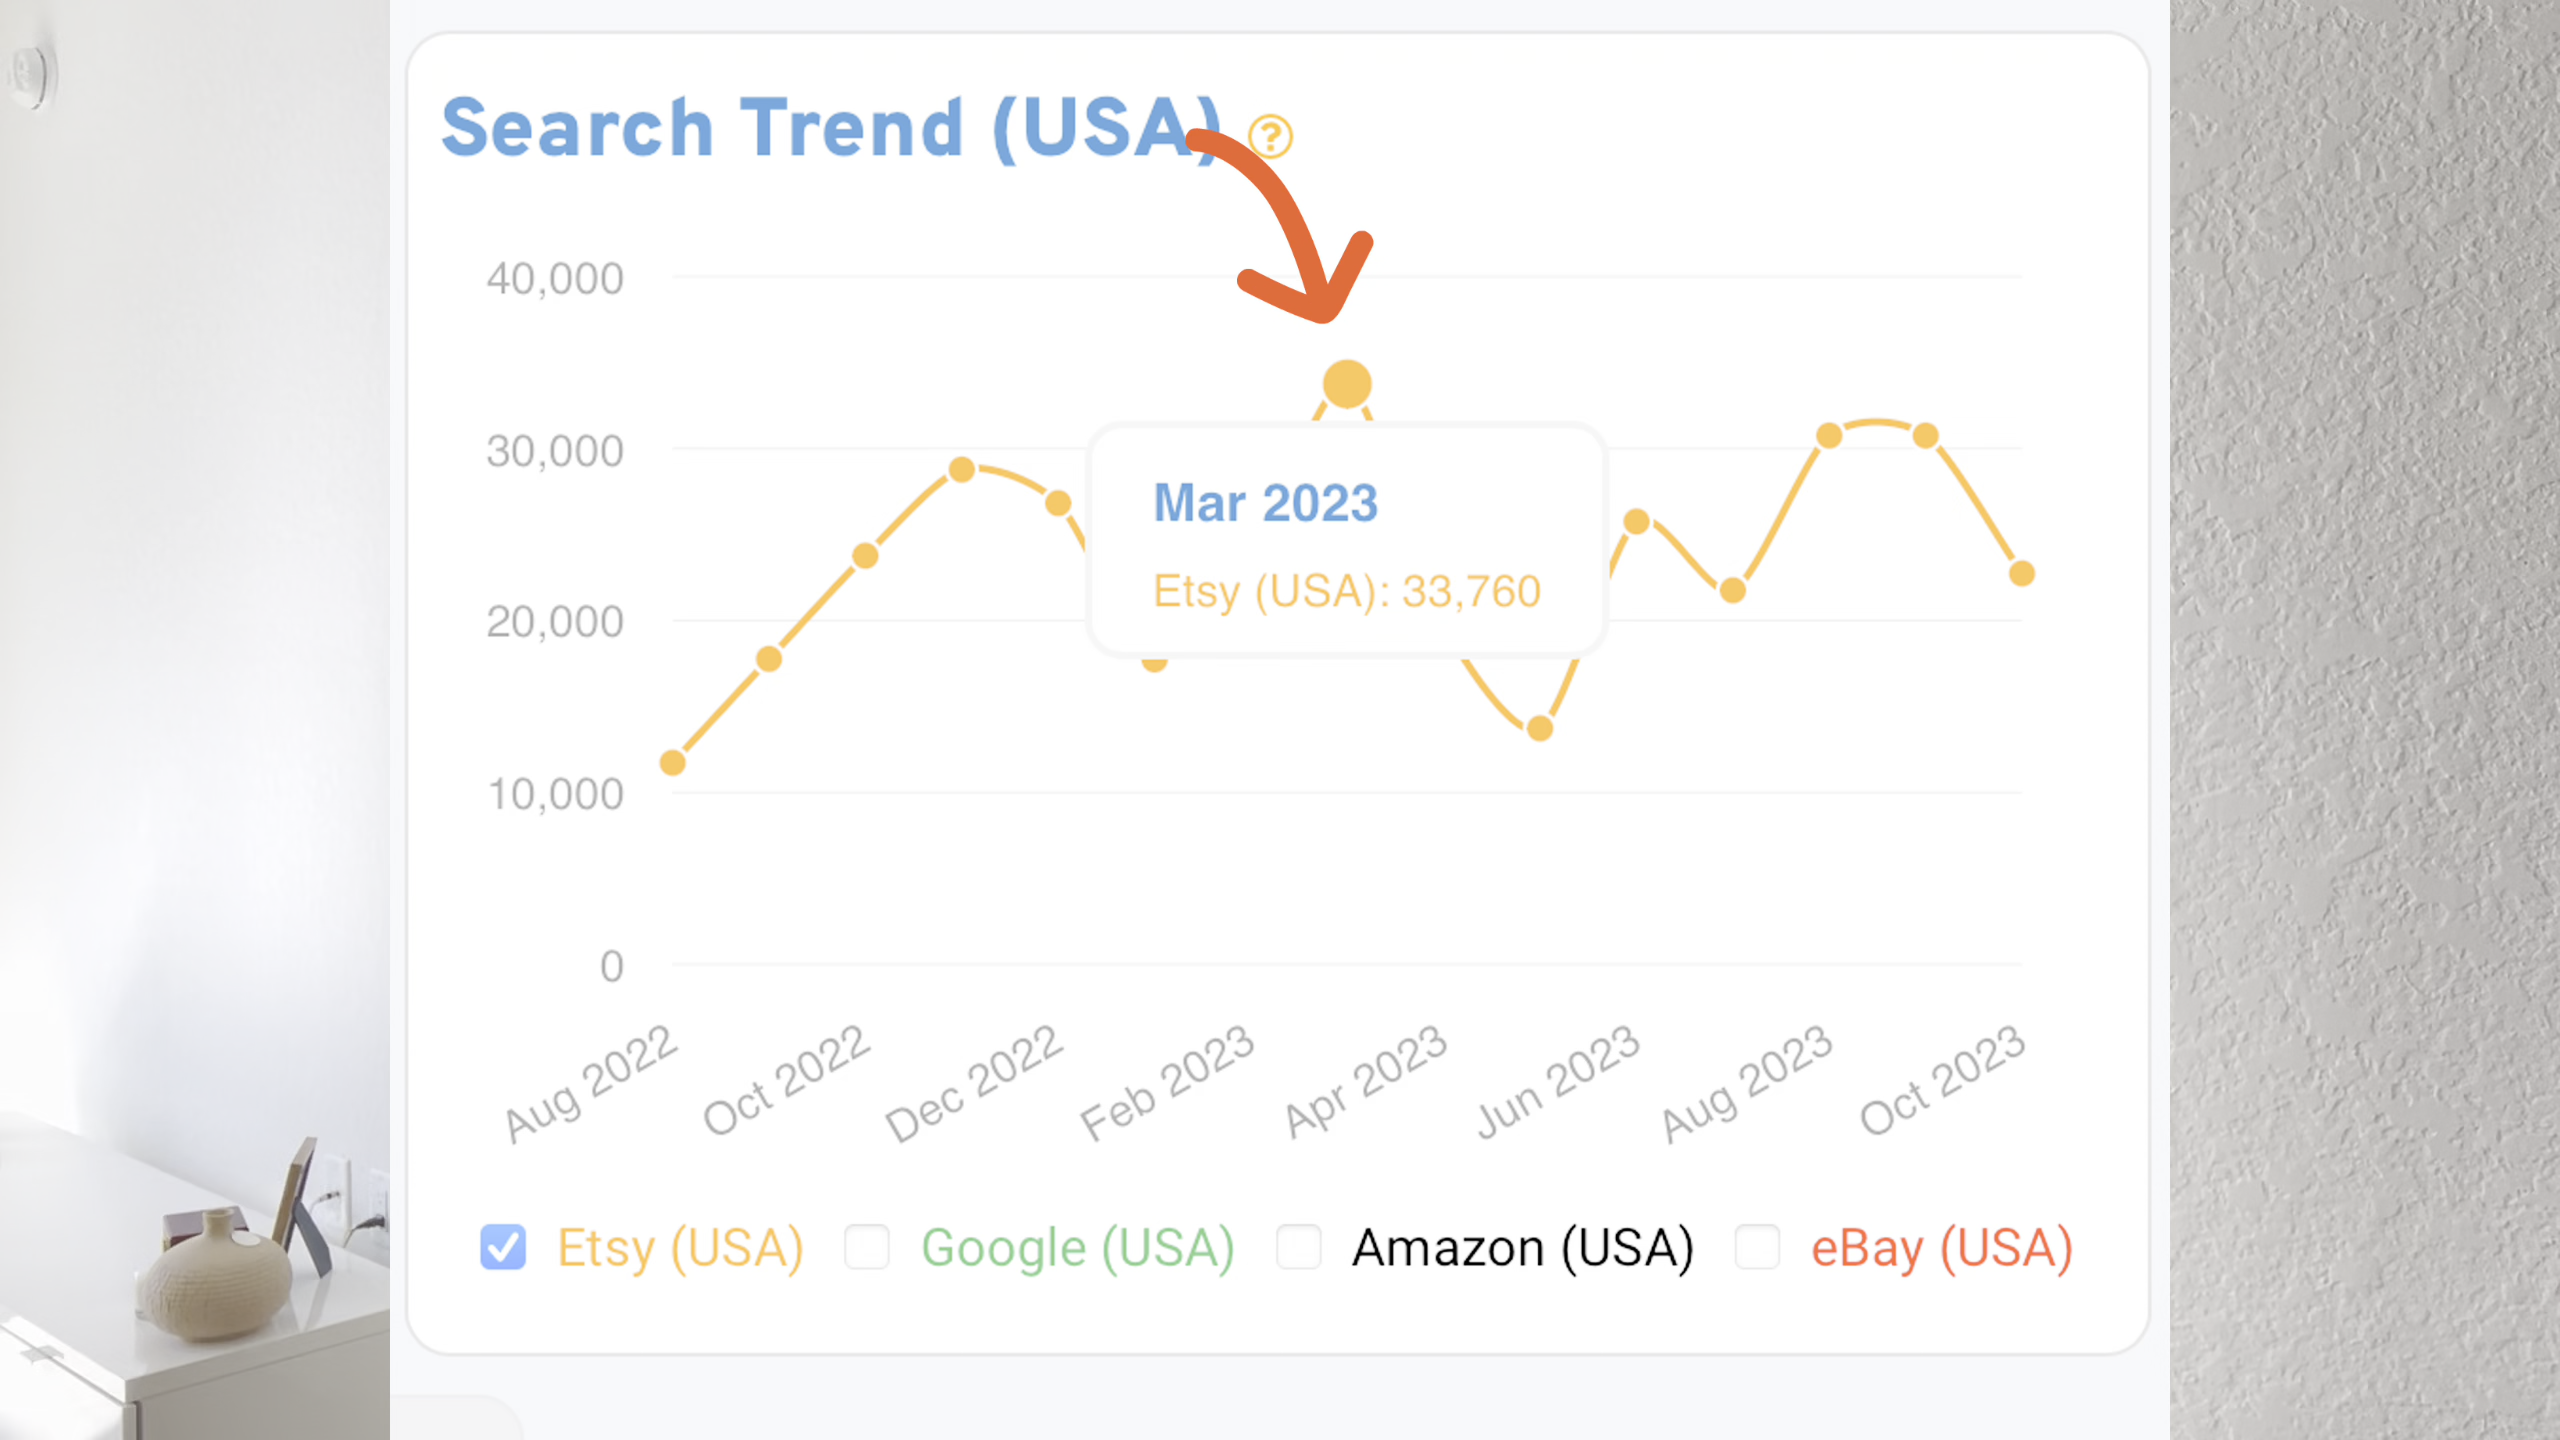 Search Trend (USA) ?
40,000
30,000
20,000
10,000
0
Mar 2023
Etsy (USA): 33,760
Aug 2022 Oct 2022 Dec 2022 Feb 2023 Apr 2023 Jun 2023 Aug 2023 Oct 2023
Etsy (USA) Google (USA) Amazon (USA) eBay (USA)